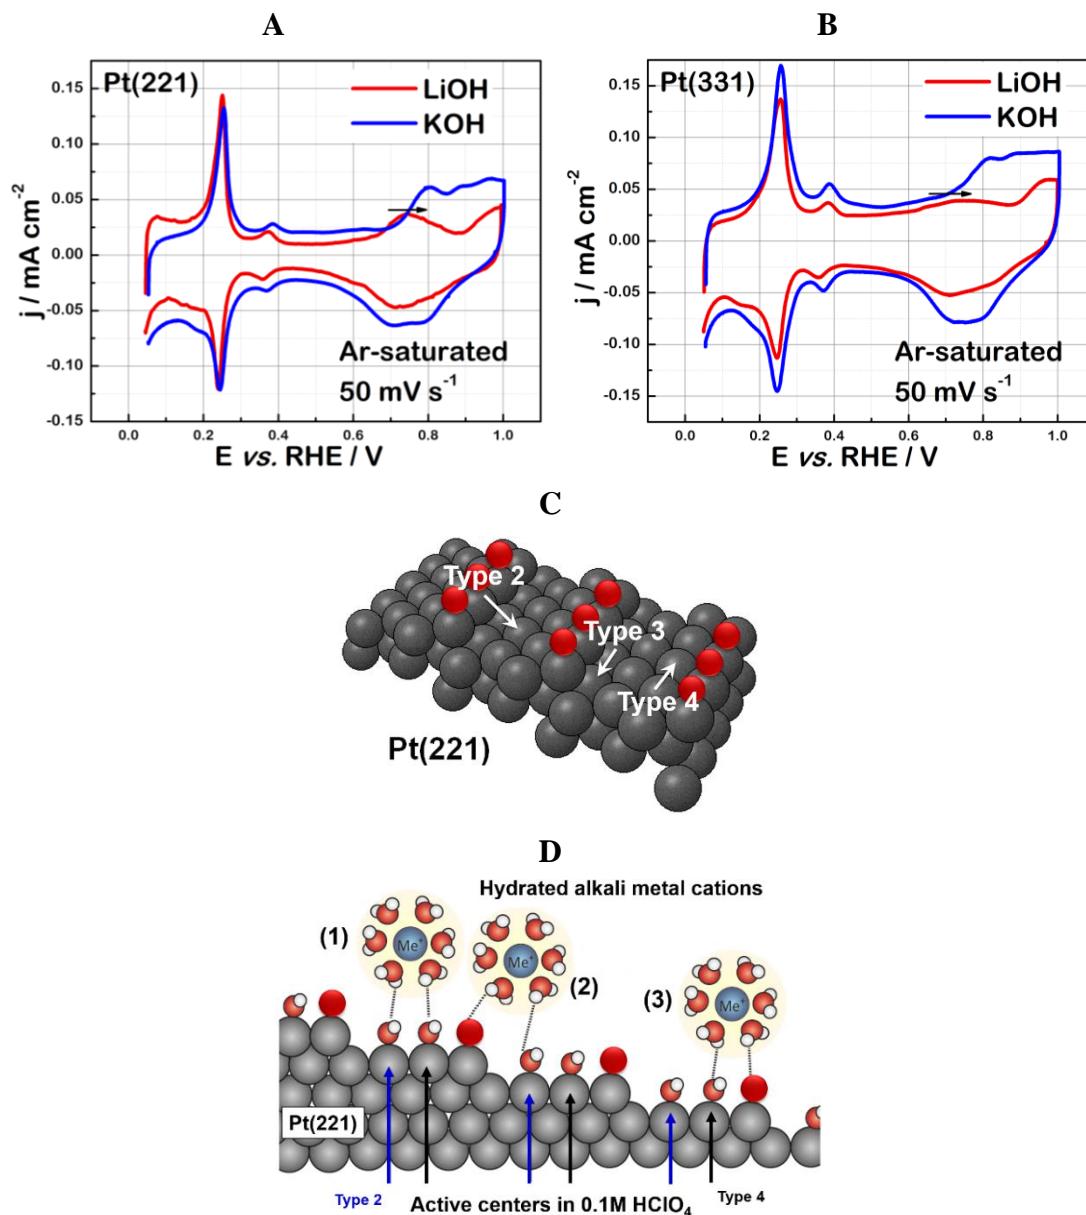 A
B
Pt(221)
LiOH
KOH
j / mA cm⁻²
0.15
0.10
0.05
0.00
-0.05
-0.10
-0.15
Ar-saturated
50 mV s⁻¹
0.0 0.2 0.4 0.6 0.8 1.0
E vs. RHE / V
Pt(331)
LiOH
KOH
j / mA cm⁻²
0.15
0.10
0.05
0.00
-0.05
-0.10
-0.15
Ar-saturated
50 mV s⁻¹
0.0 0.2 0.4 0.6 0.8 1.0
E vs. RHE / V
C
Type 2
Type 3
Type 4
Pt(221)
D
Hydrated alkali metal cations
(1)
Me⁺
Me⁺
(2)
(3)
Me⁺
Pt(221)
Type 2
Active centers in 0.1M HClO₄
Type 4